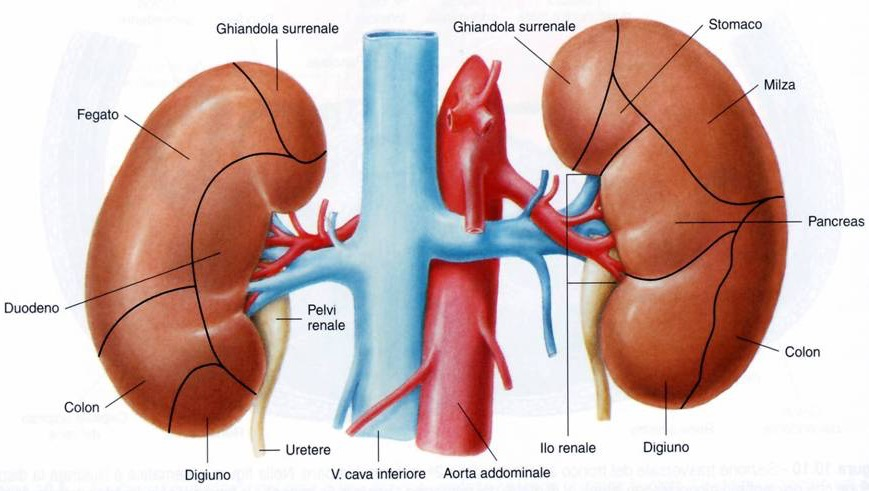 Ghiandola surrenale
Ghiandola surrenale
Stomaco
Fegato
Milza
Pancreas
Duodeno
Pelvi
renale
Colon
Colon
Digiuno
Uretere
V. cava inferiore
Aorta addominale
Ilo renale
Digiuno